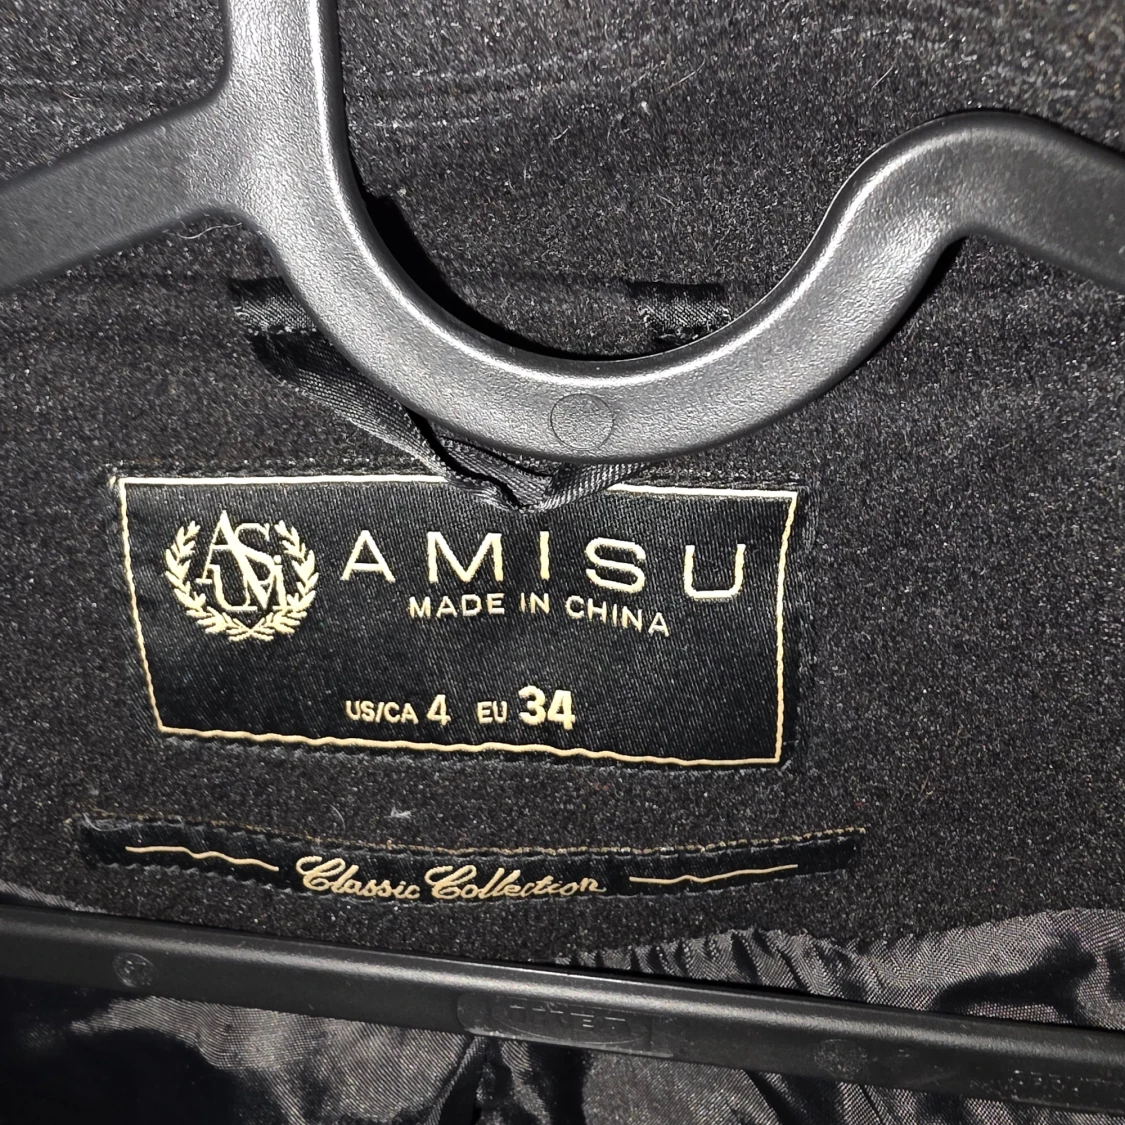 AMISU
MADE IN CHINA
US/CA 4 EU 34
Classic Collection